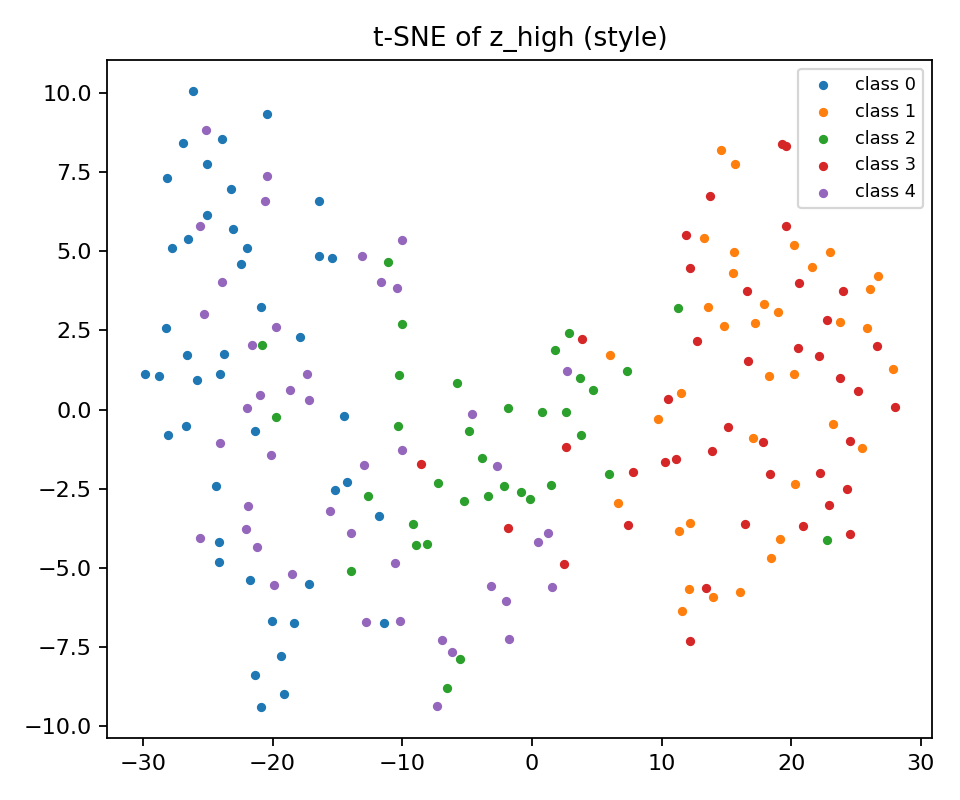 t-SNE of z_high (style)
class 0
class 1
class 2
class 3
class 4
10.0
7.5
5.0
2.5
0.0
−2.5
−5.0
−7.5
−10.0
−30 −20 −10 0 10 20 30